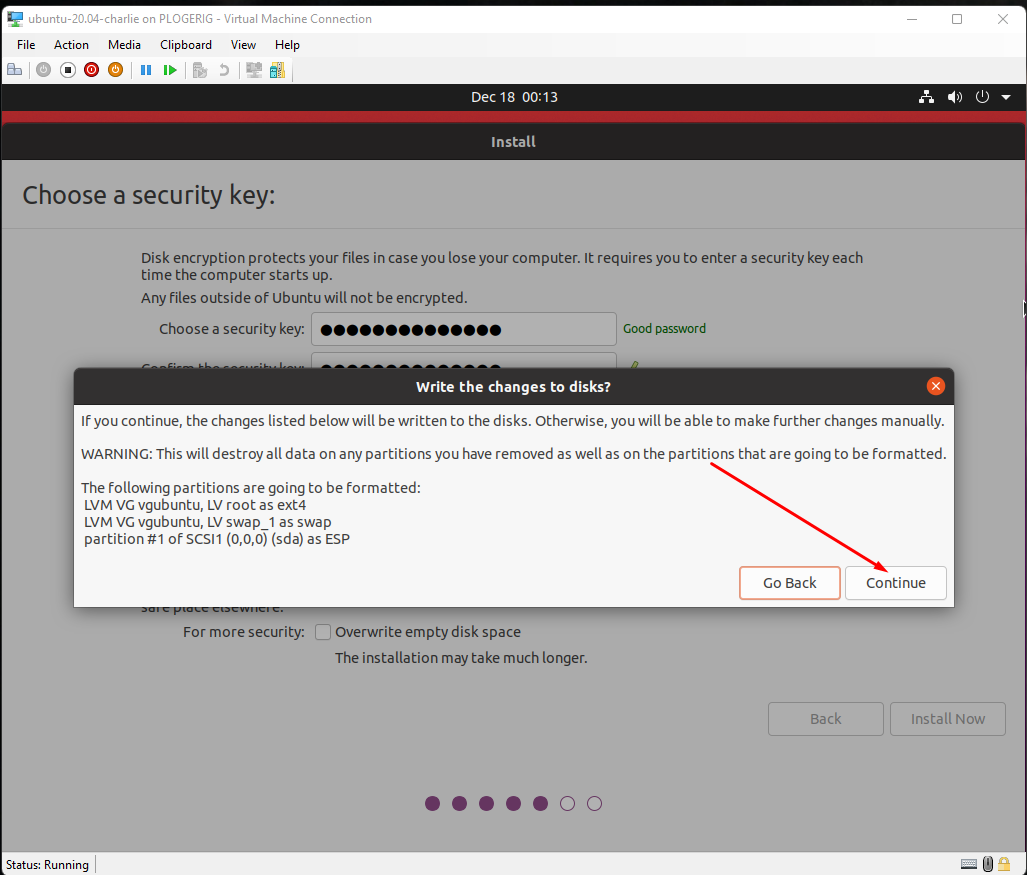 ubuntu-20.04-charlie on PLOGERIG - Virtual Machine Connection
File Action Media Clipboard View Help
Dec 18 00:13
Install
Choose a security key:
Disk encryption protects your files in case you lose your computer. It requires you to enter a security key each
time the computer starts up.
Any files outside of Ubuntu will not be encrypted.
Choose a security key: ●●●●●●●●●●●●●● Good password
Confirm the security key:
Write the changes to disks?
If you continue, the changes listed below will be written to the disks. Otherwise, you will be able to make further changes manually.
WARNING: This will destroy all data on any partitions you have removed as well as on the partitions that are going to be formatted.
The following partitions are going to be formatted:
LVM VG vgubuntu, LV root as ext4
LVM VG vgubuntu, LV swap_1 as swap
partition #1 of SCSI1 (0,0,0) (sda) as ESP
Go Back Continue
safe place elsewhere.
For more security: Overwrite empty disk space
The installation may take much longer.
Back Install Now
Status: Running